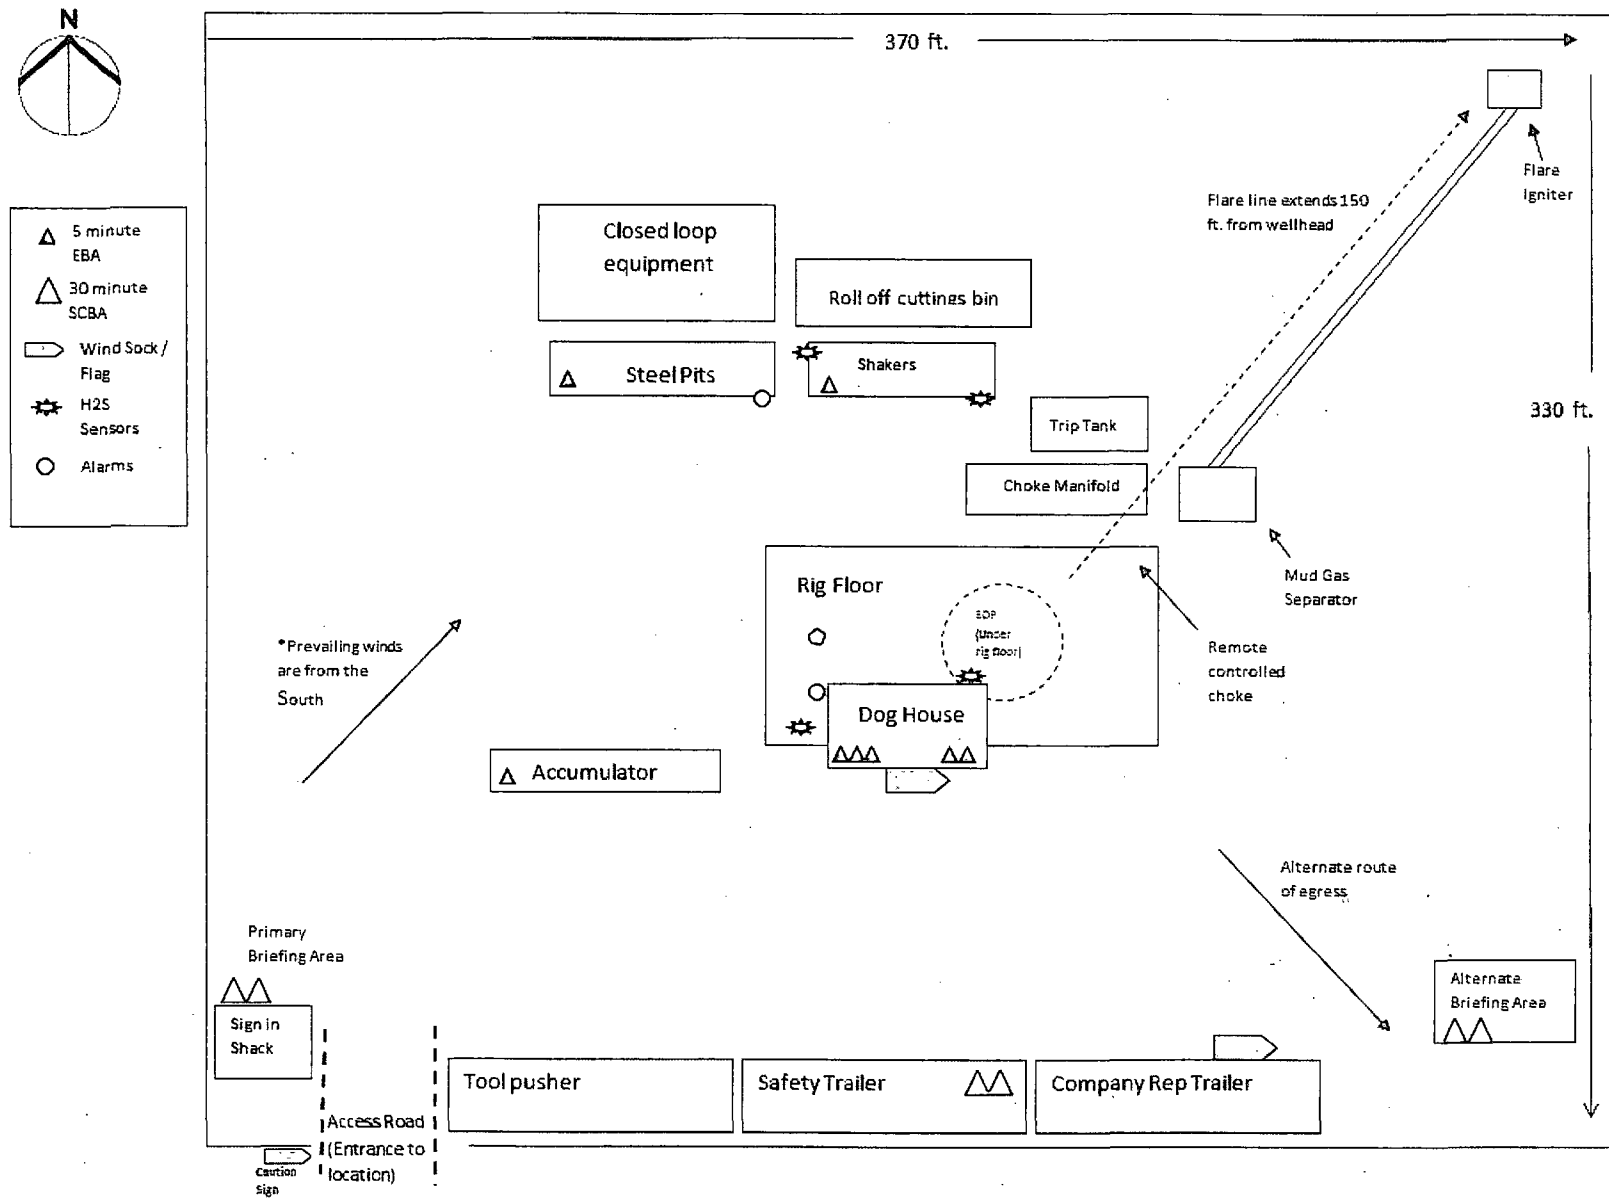 N
370 ft.
Flare
Igniter
Flare line extends 150
ft. from wellhead
5 minute
EBA
30 minute
SCBA
Wind Sock /
Flag
H2S
Sensors
Alarms
Closed loop
equipment
Roll off cuttings bin
Steel Pits
Shakers
330 ft.
Trip Tank
Choke Manifold
Mud Gas
Separator
Rig Floor
(Under
rig floor)
Remote
controlled
choke
*Prevailing winds
are from the
South
Dog House
Accumulator
Alternate route
of egress
Primary
Briefing Area
Alternate
Briefing Area
Sign in
Shack
Tool pusher
Safety Trailer
Company Rep Trailer
Access Road
(Entrance to
location)
Caution
Sign